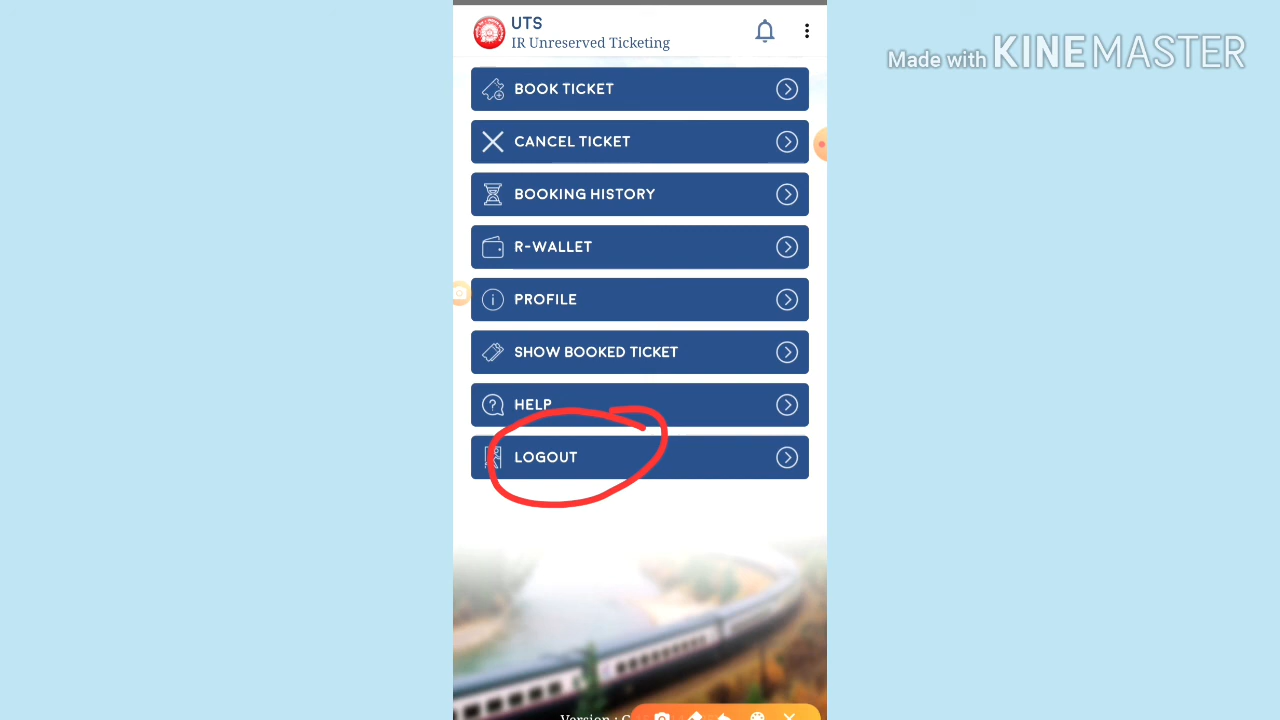 UTS
IR Unreserved Ticketing
Made with KINEMASTER
BOOK TICKET
CANCEL TICKET
BOOKING HISTORY
R-WALLET
PROFILE
SHOW BOOKED TICKET
HELP
LOGOUT
Version :